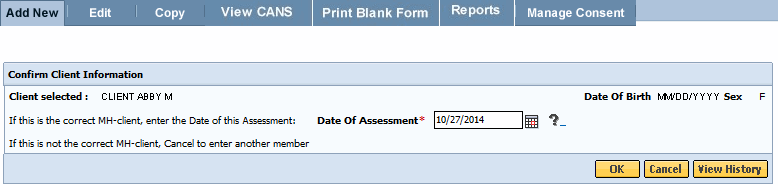 Add New Edit Copy View CANS Print Blank Form Reports Manage Consent
Confirm Client Information
Client selected : CLIENT ABBY M Date Of Birth MM/DD/YYYY Sex F
If this is the correct MH-client, enter the Date of this Assessment: Date Of Assessment* 10/27/2014 ?
If this is not the correct MH-client, Cancel to enter another member
OK Cancel View History